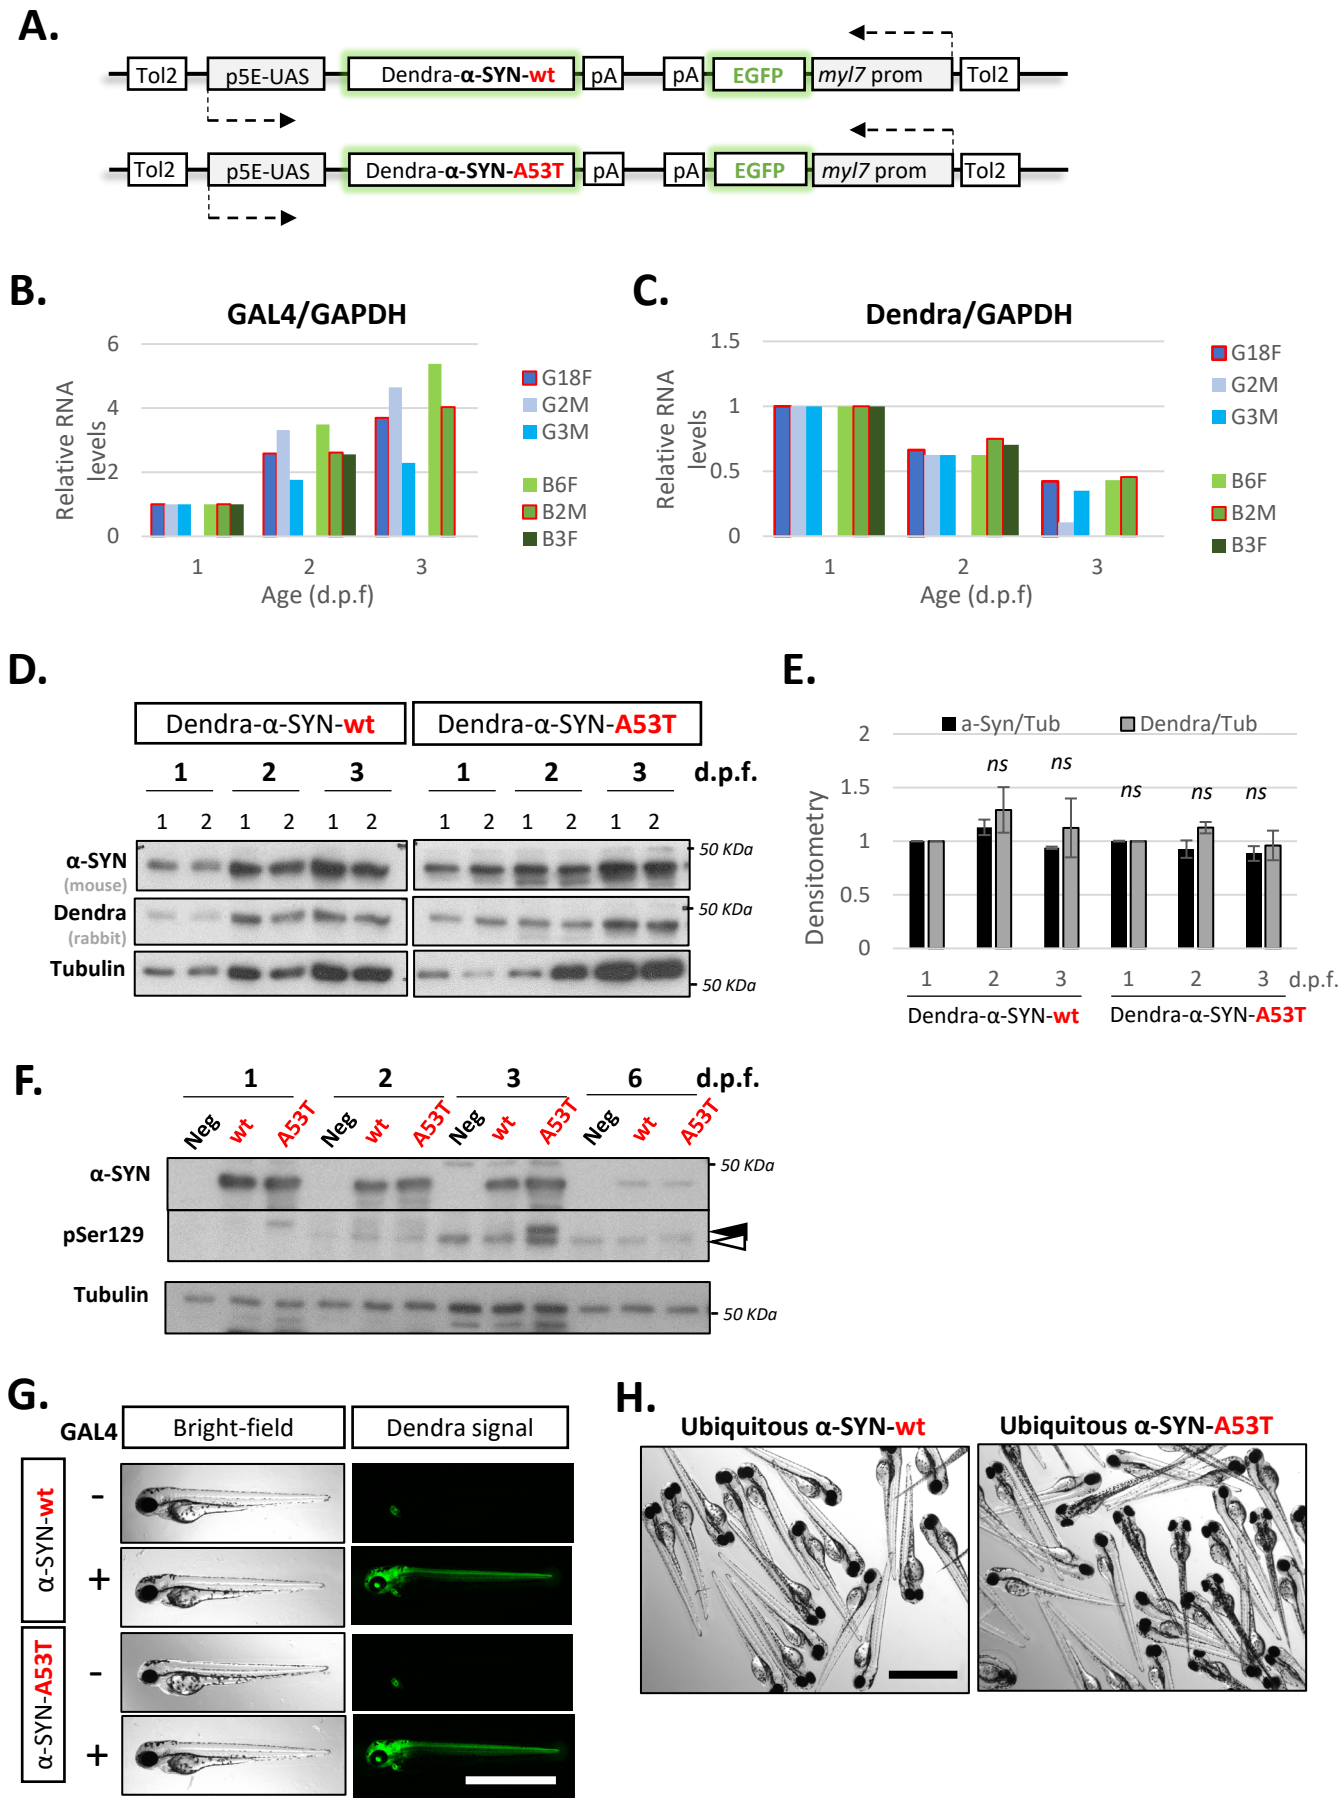 A.
Tol2 p5E-UAS Dendra-α-SYN-wt pA pA EGFP myl7 prom Tol2
Tol2 p5E-UAS Dendra-α-SYN-A53T pA pA EGFP myl7 prom Tol2
B.
GAL4/GAPDH
Relative RNA levels
6
4
2
0
1 2 3
Age (d.p.f)
G18F
G2M
G3M
B6F
B2M
B3F
C.
Dendra/GAPDH
Relative RNA levels
1.5
1
0.5
0
1 2 3
Age (d.p.f)
G18F
G2M
G3M
B6F
B2M
B3F
D.
Dendra-α-SYN-wt Dendra-α-SYN-A53T
1 2 3 1 2 3 d.p.f.
1 2 1 2 1 2 1 2 1 2 1 2
α-SYN
(mouse)
50 KDa
Dendra
(rabbit)
50 KDa
Tubulin
50 KDa
E.
a-Syn/Tub Dendra/Tub
Densitometry
2
1.5
1
0.5
0
ns ns ns ns ns
1 2 3 1 2 3 d.p.f.
Dendra-α-SYN-wt Dendra-α-SYN-A53T
F.
1 2 3 6 d.p.f.
Neg wt A53T Neg wt A53T Neg wt A53T Neg wt A53T
α-SYN
50 KDa
pSer129
Tubulin
50 KDa
G.
GAL4 Bright-field Dendra signal
α-SYN-wt
-
+
α-SYN-A53T
-
+
H.
Ubiquitous α-SYN-wt Ubiquitous α-SYN-A53T